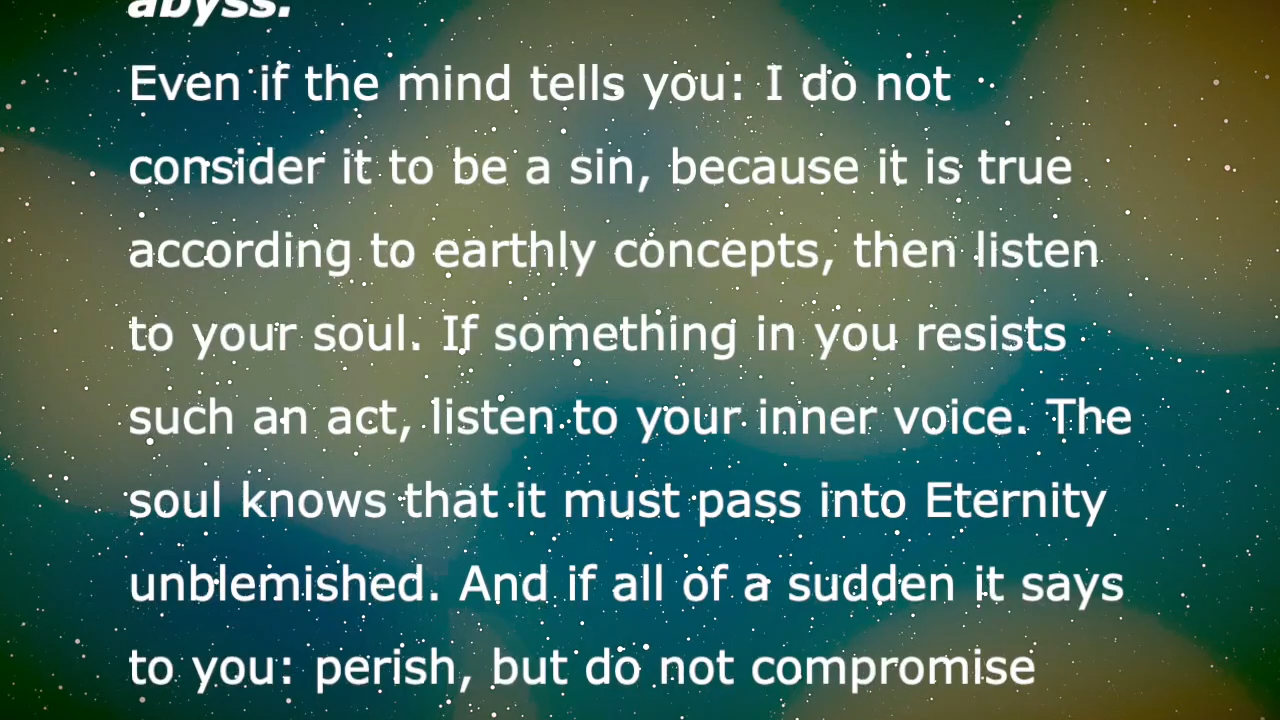 abyss.
Even if the mind tells you: I do not
consider it to be a sin, because it is true
according to earthly concepts, then listen
to your soul. If something in you resists
such an act, listen to your inner voice. The
soul knows that it must pass into Eternity
unblemished. And if all of a sudden it says
to you: perish, but do not compromise